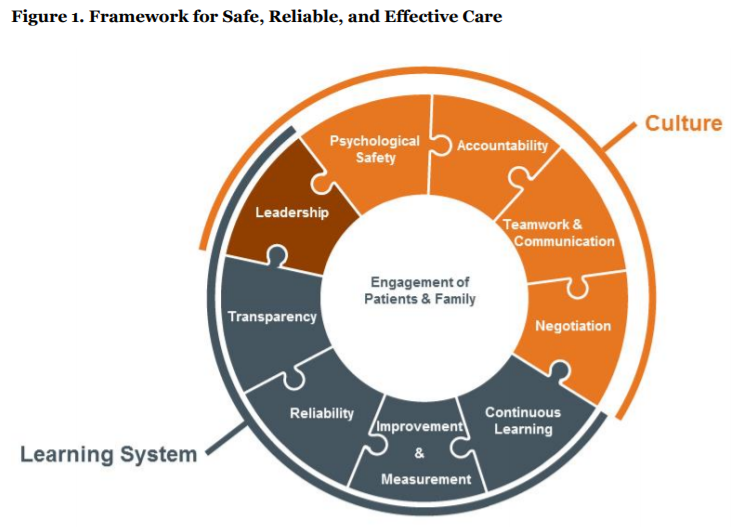 Figure 1. Framework for Safe, Reliable, and Effective Care
Culture
Psychological
Safety
Accountability
Leadership
Teamwork &
Communication
Engagement of
Patients & Family
Transparency
Negotiation
Reliability
Improvement
&
Measurement
Continuous
Learning
Learning System